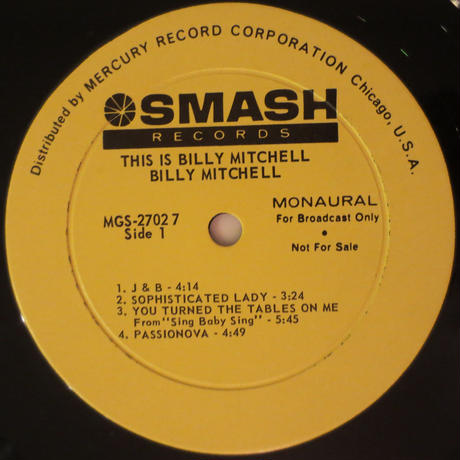 Distributed by MERCURY RECORD CORPORATION Chicago, U.S.A.
SMASH
RECORDS
THIS IS BILLY MITCHELL
BILLY MITCHELL
MGS-27027
Side 1
MONAURAL
For Broadcast Only
•
Not For Sale
1. J & B - 4:14
2. SOPHISTICATED LADY - 3:24
3. YOU TURNED THE TABLES ON ME
From "Sing Baby Sing" - 5:45
4. PASSIONOVA - 4:49